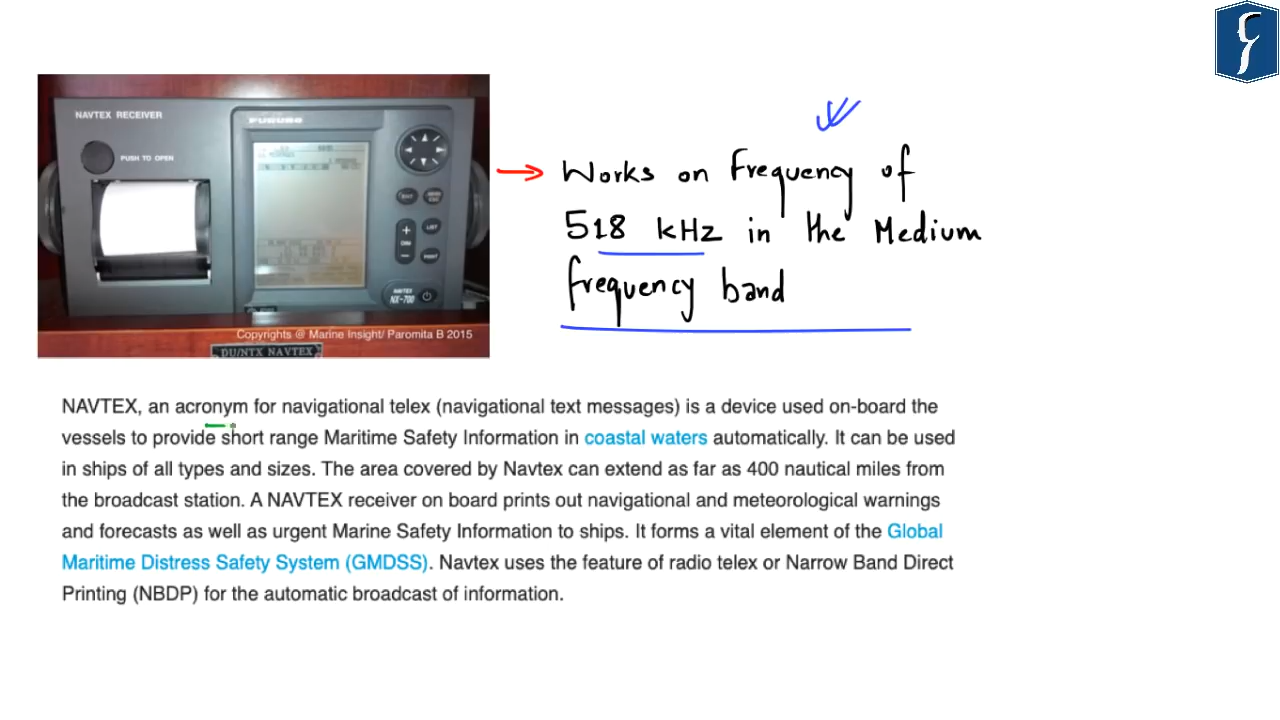 NAVTEX RECEIVER
PUSH TO OPEN
FURUNO
LIST
NAVTEX
NX-700
Copyrights @ Marine Insight/ Paromita B 2015
DU/NTX NAVTEX
Works on Frequency of
518 kHz in the Medium
frequency band
NAVTEX, an acronym for navigational telex (navigational text messages) is a device used on-board the
vessels to provide short range Maritime Safety Information in coastal waters automatically. It can be used
in ships of all types and sizes. The area covered by Navtex can extend as far as 400 nautical miles from
the broadcast station. A NAVTEX receiver on board prints out navigational and meteorological warnings
and forecasts as well as urgent Marine Safety Information to ships. It forms a vital element of the Global
Maritime Distress Safety System (GMDSS). Navtex uses the feature of radio telex or Narrow Band Direct
Printing (NBDP) for the automatic broadcast of information.